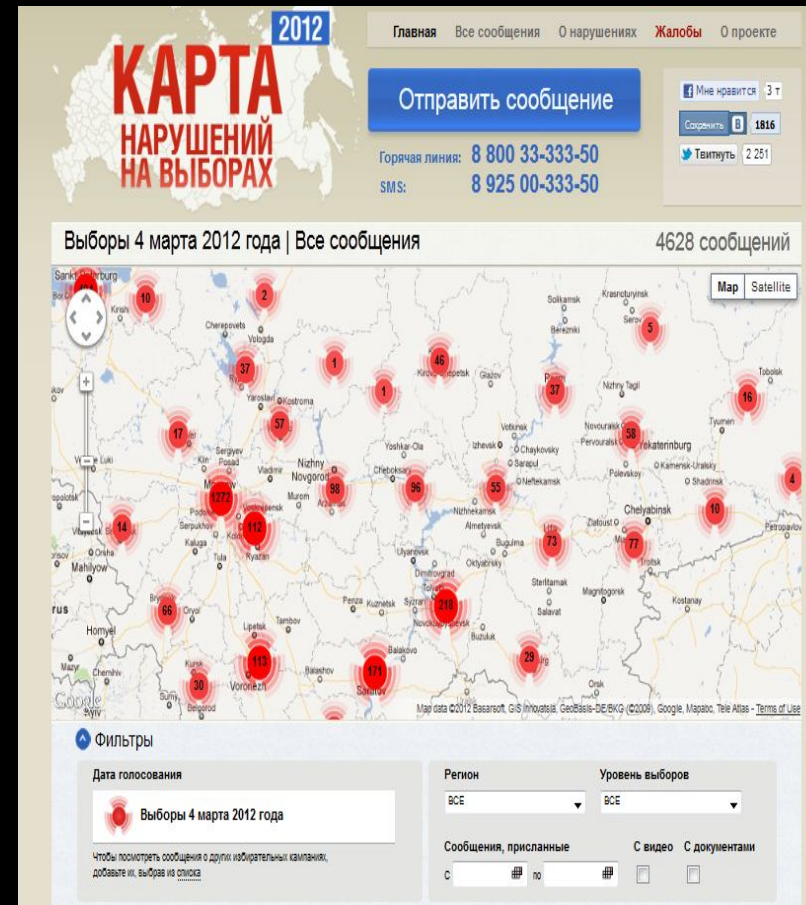 2012
КАРТА
НАРУШЕНИЙ
НА ВЫБОРАХ
Главная Все сообщения О нарушениях Жалобы О проекте
Отправить сообщение
Горячая линия: 8 800 33-333-50
SMS: 8 925 00-333-50
Мне нравится 3 т
Сохранить B 1816
Твитнуть 2 251
Выборы 4 марта 2012 года | Все сообщения
4628 сообщений
Map Satellite
10
2
Kirishi
Cherepovets
Vologda
Solikamsk
Berezniki
Krasnoturyinsk
Serov
5
37
1
1
46
Glazov
37
Nizhny Tagil
Tobolsk
16
Yaroslavl
Kostroma
57
17
Votkinsk
Izhevsk
Chaykovsky
Sarapul
Neftekamsk
58
Yekaterinburg
Tyumen
Kamensk-Uralsky
Shadrinsk
Polevskoy
4
Klin
Sergiyev
Posad
Vladimir
Nizhny
Novgorod
98
Yoshkar-Ola
Cheboksary
96
55
1272
112
Murom
Nizhnekamsk
Almetyevsk
Bugulma
Oktyabrsky
73
Zlatoust
Chelyabinsk
77
10
Petropavlov
14
Orsha
Mahilyow
Serpukhov
Kaluga
Tula
Ryazan
Ulyanovsk
Dimitrovgrad
Sterlitamak
Salavat
Magnitogorsk
Troitsk
Kostanay
66
Oryol
Homyel
Lipetsk
Tambov
Penza
Kuznetsk
Syzran
218
Buzuluk
Mazyr
Chernihiv
Kursk
30
113
Voronezh
Balashov
Balakovo
171
Saratov
29
Orsk
Sumy
Belgorod
Google
Map data ©2012 Basarsoft, GIS Innovatsia, GeoBasis-DE/BKG (©2009), Google, Mapabc, Tele Atlas - Terms of Use
Фильтры
Дата голосования
Выборы 4 марта 2012 года
Чтобы посмотреть сообщения о других избирательных кампаниях,
добавьте их, выбрав из списка
Регион Уровень выборов
ВСЕ ВСЕ
Сообщения, присланные С видео С документами
С по